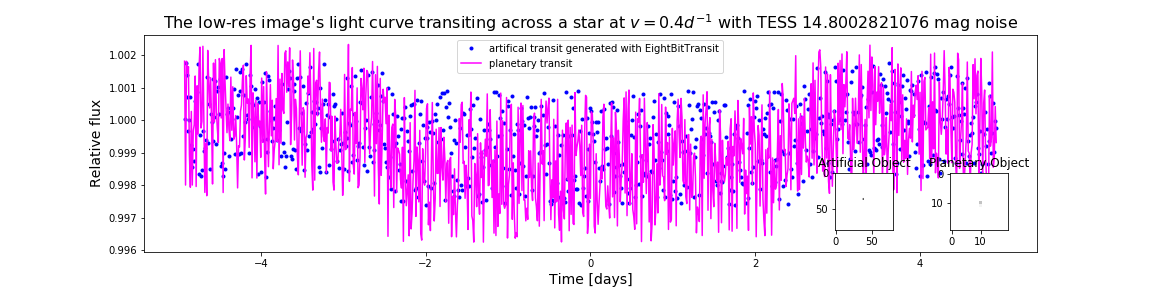 The low-res image's light curve transiting across a star at v = 0.4d⁻¹ with TESS 14.8002821076 mag noise
artifical transit generated with EightBitTransit
planetary transit
Relative flux
1.002
1.001
1.000
0.999
0.998
0.997
0.996
Artificial Object
0
50
0 50
Planetary Object
0
10
0 10
−4 −2 0 2 4
Time [days]